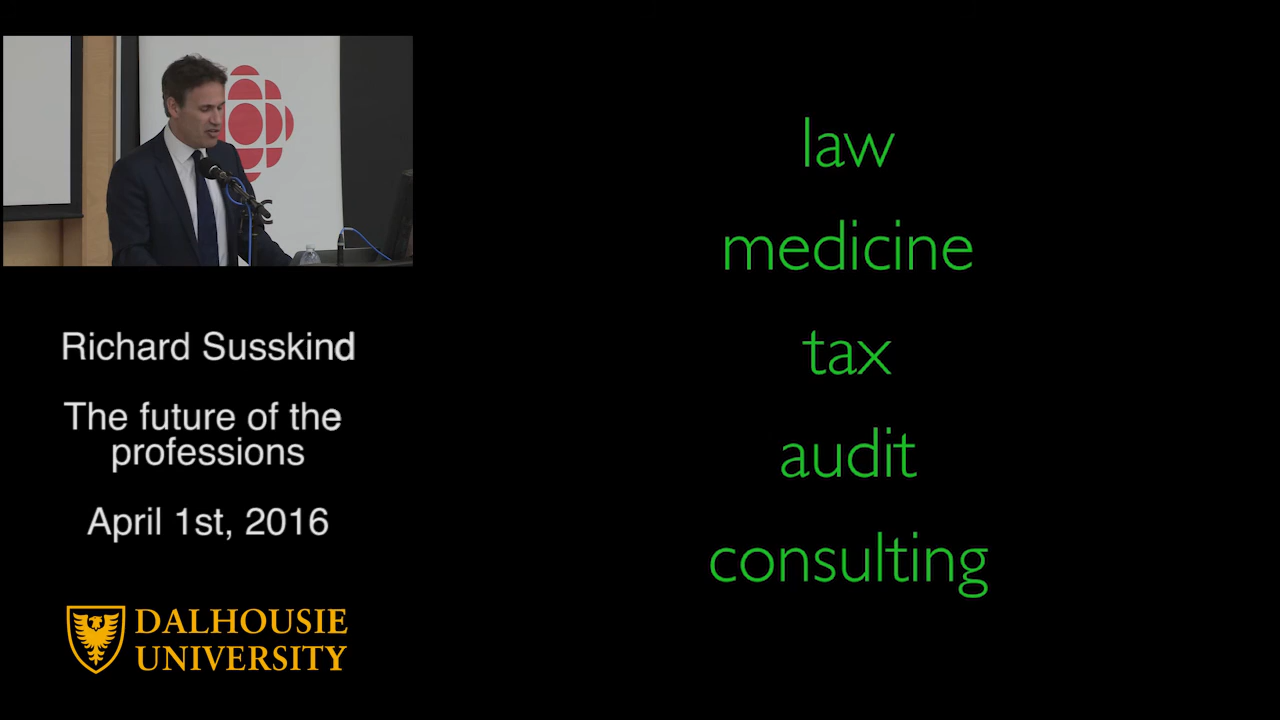 Richard Susskind
The future of the
professions
April 1st, 2016
DALHOUSIE
UNIVERSITY
law
medicine
tax
audit
consulting